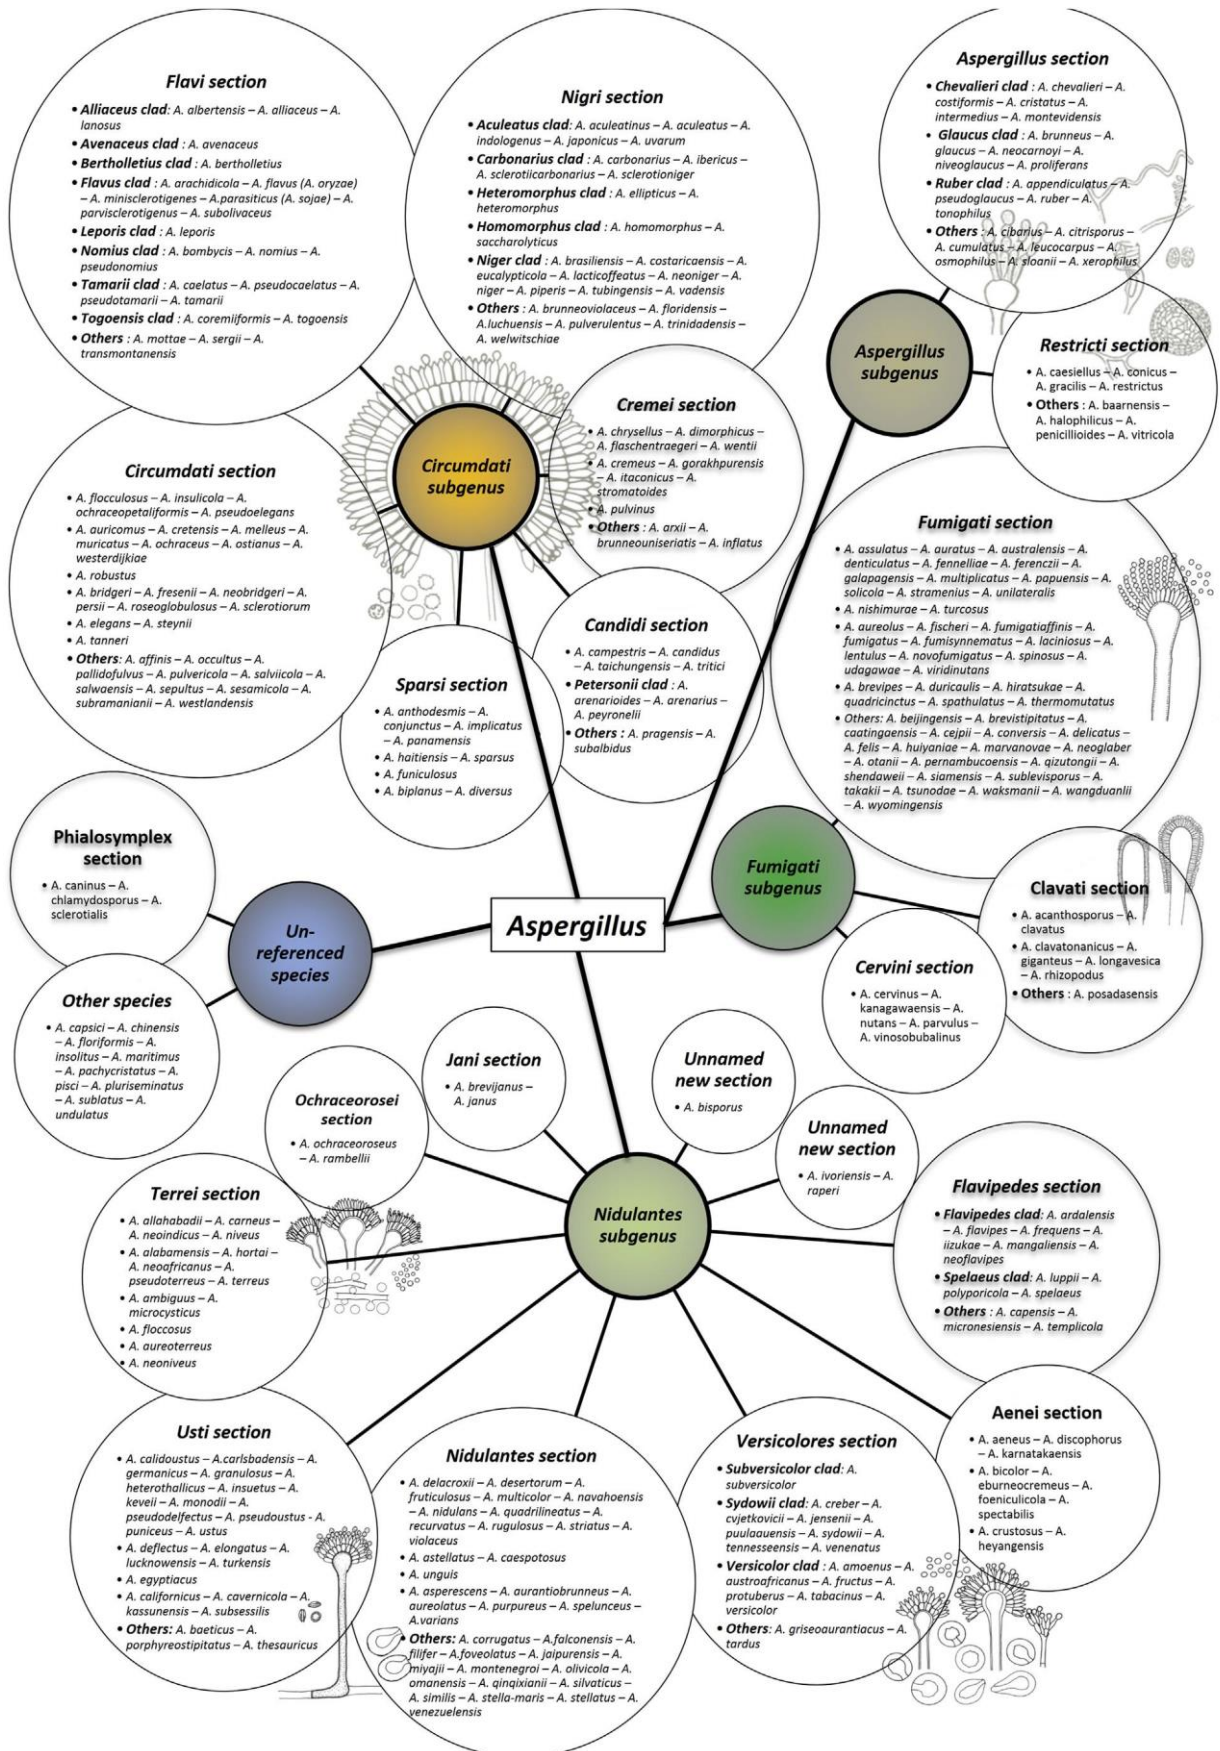 Flavi section
• Alliaceus clad: A. albertensis – A. alliaceus – A.
lanosus
• Avenaceus clad : A. avenaceus
• Bertholletius clad : A. bertholletius
• Flavus clad : A. arachidicola – A. flavus (A. oryzae)
– A. minisclerotigenes – A.parasiticus (A. sojae) – A.
parvisclerotigenus – A. subolivaceus
• Leporis clad : A. leporis
• Nomius clad : A. bombycis – A. nomius – A.
pseudonomius
• Tamarii clad : A. caelatus – A. pseudocaelatus – A.
pseudotamarii – A. tamarii
• Togoensis clad : A. coremiiformis – A. togoensis
• Others : A. mottae – A. sergii – A.
transmontanensis
Nigri section
• Aculeatus clad: A. aculeatinus – A. aculeatus – A.
indologenus – A. japonicus – A. uvarum
• Carbonarius clad : A. carbonarius – A. ibericus –
A. sclerotiicarbonarius – A. sclerotioniger
• Heteromorphus clad : A. ellipticus – A.
heteromorphus
• Homomorphus clad : A. homomorphus – A.
saccharolyticus
• Niger clad : A. brasiliensis – A. costaricaensis – A.
eucalypticola – A. lacticoffeatus – A. neoniger – A.
niger – A. piperis – A. tubingensis – A. vadensis
• Others : A. brunneoviolaceus – A. floridensis –
A.luchuensis – A. pulverulentus – A. trinidadensis –
A. welwitschiae
Aspergillus section
• Chevalieri clad : A. chevalieri – A.
costiformis – A. cristatus – A.
intermedius – A. montevidensis
• Glaucus clad : A. brunneus – A.
glaucus – A. neocarnoyi – A.
niveoglaucus – A. proliferans
• Ruber clad : A. appendiculatus – A.
pseudoglaucus – A. ruber – A.
tonophilus
• Others : A. cibarius – A. citrisporus –
A. cumulatus – A. leucocarpus – A.
osmophilus – A. sloanii – A. xerophilus
Aspergillus
subgenus
Restricti section
• A. caesiellus – A. conicus –
A. gracilis – A. restrictus
• Others : A. baarnensis –
A. halophilicus – A.
penicillioides – A. vitricola
Circumdati
subgenus
Cremei section
• A. chrysellus – A. dimorphicus –
A. flaschentraegeri – A. wentii
• A. cremeus – A. gorakhpurensis
– A. itaconicus – A.
stromatoides
• A. pulvinus
• Others : A. arxii – A.
brunneouniseriatis – A. inflatus
Circumdati section
• A. flocculosus – A. insulicola – A.
ochraceopetaliformis – A. pseudoelegans
• A. auricomus – A. cretensis – A. melleus – A.
muricatus – A. ochraceus – A. ostianus – A.
westerdijkiae
• A. robustus
• A. bridgeri – A. fresenii – A. neobridgeri – A.
persii – A. roseoglobulosus – A. sclerotiorum
• A. elegans – A. steynii
• A. tanneri
• Others: A. affinis – A. occultus – A.
pallidofulvus – A. pulvericola – A. salviicola – A.
salwaensis – A. sepultus – A. sesamicola – A.
subramanianii – A. westlandensis
Fumigati section
• A. assulatus – A. auratus – A. australensis – A.
denticulatus – A. fennelliae – A. ferenczii – A.
galapagensis – A. multiplicatus – A. papuensis – A.
solicola – A. stramenius – A. unilateralis
• A. nishimurae – A. turcosus
• A. aureolus – A. fischeri – A. fumigatiaffinis – A.
fumigatus – A. fumisynnematus – A. laciniosus – A.
lentulus – A. novofumigatus – A. spinosus – A.
udagawae – A. viridinutans
• A. brevipes – A. duricaulis – A. hiratsukae – A.
quadricinctus – A. spathulatus – A. thermomutatus
• Others: A. beijingensis – A. brevistipitatus – A.
caatingaensis – A. cejpii – A. conversis – A. delicatus –
A. felis – A. huiyaniae – A. marvanovae – A. neoglaber
– A. otanii – A. pernambucoensis – A. qizutongii – A.
shendaweii – A. siamensis – A. sublevisporus – A.
takakii – A. tsunodae – A. waksmanii – A. wangduanlii
– A. wyomingensis
Candidi section
• A. campestris – A. candidus
– A. taichungensis – A. tritici
• Petersonii clad : A.
arenarioides – A. arenarius –
A. peyronelii
• Others : A. pragensis – A.
subalbidus
Sparsi section
• A. anthodesmis – A.
conjunctus – A. implicatus
– A. panamensis
• A. haitiensis – A. sparsus
• A. funiculosus
• A. biplanus – A. diversus
Phialosymplex
section
• A. caninus – A.
chlamydosporus – A.
sclerotialis
Un-
referenced
species
Aspergillus
Fumigati
subgenus
Clavati section
• A. acanthosporus – A.
clavatus
• A. clavatonanicus – A.
giganteus – A. longavesica
– A. rhizopodus
• Others : A. posadasensis
Cervini section
• A. cervinus – A.
kanagawaensis – A.
nutans – A. parvulus –
A. vinosobubalinus
Other species
• A. capsici – A. chinensis
– A. floriformis – A.
insolitus – A. maritimus
– A. pachycristatus – A.
pisci – A. pluriseminatus
– A. sublatus – A.
undulatus
Ochraceorosei
section
• A. ochraceoroseus
– A. rambellii
Jani section
• A. brevijanus –
A. janus
Unnamed
new section
• A. bisporus
Unnamed
new section
• A. ivoriensis – A.
raperi
Nidulantes
subgenus
Terrei section
• A. allahabadii – A. carneus –
A. neoindicus – A. niveus
• A. alabamensis – A. hortai –
A. neoafricanus – A.
pseudoterreus – A. terreus
• A. ambiguus – A.
microcysticus
• A. floccosus
• A. aureoterreus
• A. neoniveus
Flavipedes section
• Flavipedes clad: A. ardalensis
– A. flavipes – A. frequens – A.
iizukae – A. mangaliensis – A.
neoflavipes
• Spelaeus clad: A. luppii – A.
polyporicola – A. spelaeus
• Others : A. capensis – A.
micronesiensis – A. templicola
Usti section
• A. calidoustus – A.carlsbadensis – A.
germanicus – A. granulosus – A.
heterothallicus – A. insuetus – A.
keveii – A. monodii – A.
pseudodelfectus – A. pseudoustus - A.
puniceus – A. ustus
• A. deflectus – A. elongatus – A.
lucknowensis – A. turkensis
• A. egyptiacus
• A. californicus – A. cavernicola – A.
kassunensis – A. subsessilis
• Others: A. baeticus – A.
porphyreostipitatus – A. thesauricus
Nidulantes section
• A. delacroxii – A. desertorum – A.
fruticulosus – A. multicolor – A. navahoensis
– A. nidulans – A. quadrilineatus – A.
recurvatus – A. rugulosus – A. striatus – A.
violaceus
• A. astellatus – A. caespotosus
• A. unguis
• A. asperescens – A. aurantiobrunneus – A.
aureolatus – A. purpureus – A. spelunceus –
A.varians
• Others: A. corrugatus – A.falconensis – A.
filifer – A.foveolatus – A. jaipurensis – A.
miyajii – A. montenegroi – A. olivicola – A.
omanensis – A. qinqixianii – A. silvaticus –
A. similis – A. stella-maris – A. stellatus – A.
venezuelensis
Versicolores section
• Subversicolor clad: A.
subversicolor
• Sydowii clad: A. creber – A.
cvjetkovicii – A. jensenii – A.
puulaauensis – A. sydowii – A.
tennesseensis – A. venenatus
• Versicolor clad : A. amoenus – A.
austroafricanus – A. fructus – A.
protuberus – A. tabacinus – A.
versicolor
• Others: A. griseoaurantiacus – A.
tardus
Aenei section
• A. aeneus – A. discophorus
– A. karnatakaensis
• A. bicolor – A.
eburneocremeus – A.
foeniculicola – A.
spectabilis
• A. crustosus – A.
heyangensis